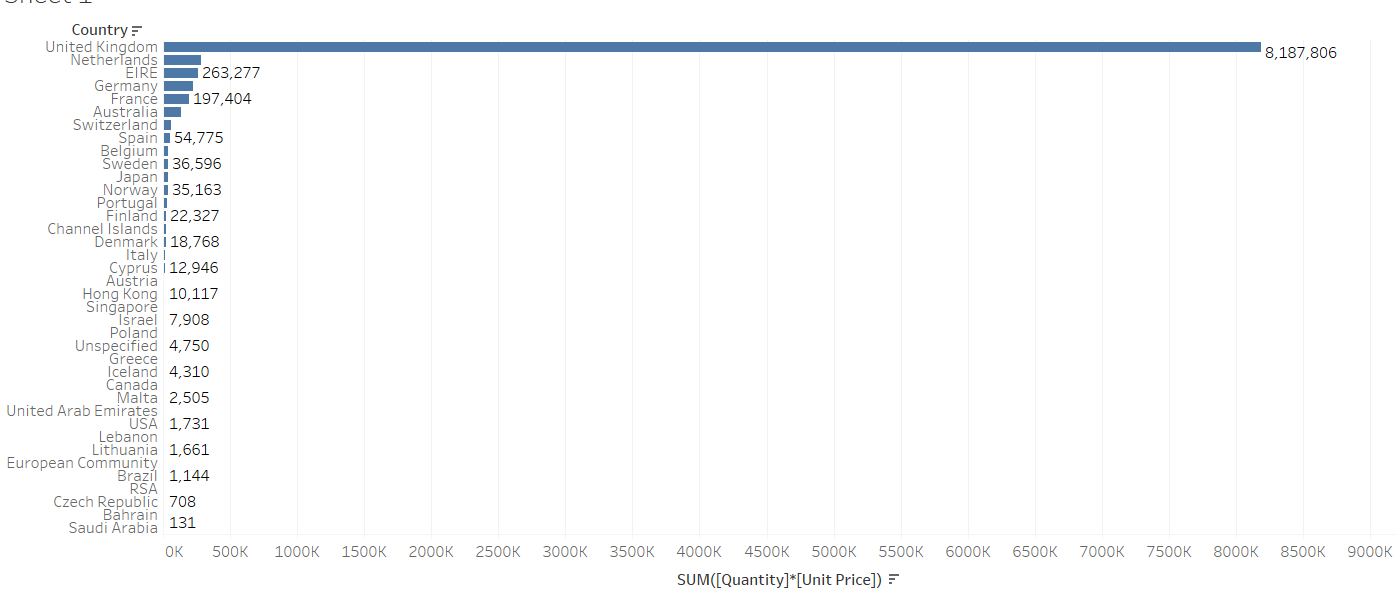 Sheet 1
Country
United Kingdom 8,187,806
Netherlands
EIRE 263,277
Germany
France 197,404
Australia
Switzerland
Spain 54,775
Belgium
Sweden 36,596
Japan
Norway 35,163
Portugal
Finland 22,327
Channel Islands
Denmark 18,768
Italy
Cyprus 12,946
Austria
Hong Kong 10,117
Singapore
Israel 7,908
Poland
Unspecified 4,750
Greece
Iceland 4,310
Canada
Malta 2,505
United Arab Emirates
USA 1,731
Lebanon
Lithuania 1,661
European Community
Brazil 1,144
RSA
Czech Republic 708
Bahrain
Saudi Arabia 131
0K 500K 1000K 1500K 2000K 2500K 3000K 3500K 4000K 4500K 5000K 5500K 6000K 6500K 7000K 7500K 8000K 8500K 9000K
SUM([Quantity]*[Unit Price])